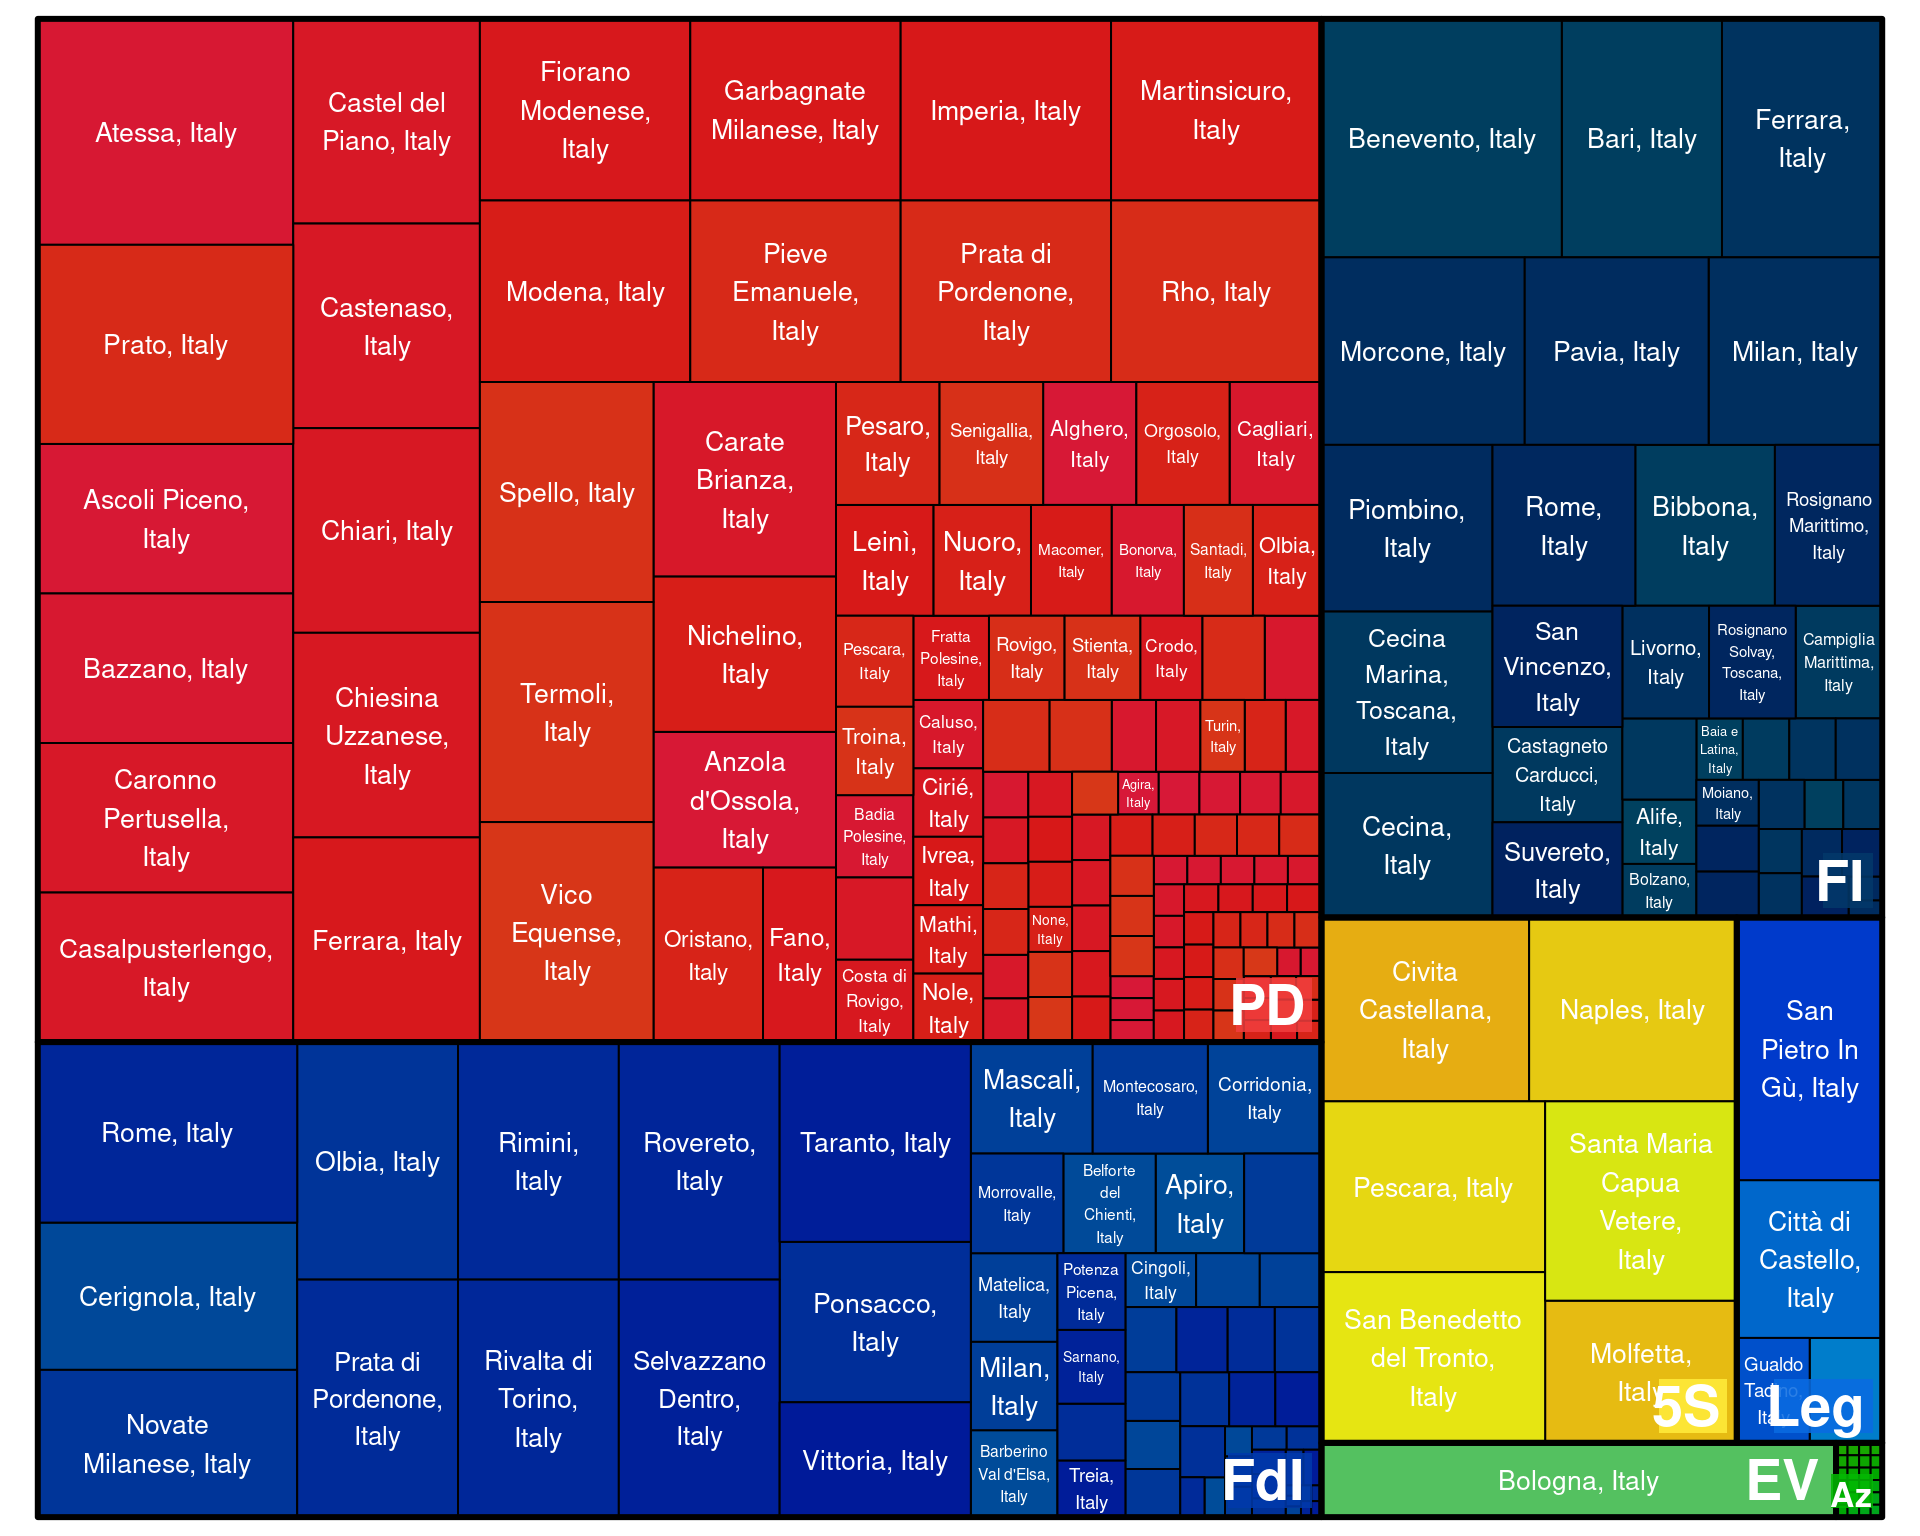 Atessa, Italy
Prato, Italy
Ascoli Piceno,
Italy
Bazzano, Italy
Caronno
Pertusella,
Italy
Casalpusterlengo,
Italy
Castel del
Piano, Italy
Castenaso,
Italy
Chiari, Italy
Chiesina
Uzzanese,
Italy
Ferrara, Italy
Fiorano
Modenese,
Italy
Garbagnate
Milanese, Italy
Imperia, Italy
Martinsicuro,
Italy
Modena, Italy
Pieve
Emanuele,
Italy
Prata di
Pordenone,
Italy
Rho, Italy
Spello, Italy
Termoli,
Italy
Vico
Equense,
Italy
Carate
Brianza,
Italy
Nichelino,
Italy
Anzola
d'Ossola,
Italy
Oristano,
Italy
Fano,
Italy
Pesaro,
Italy
Senigallia,
Italy
Alghero,
Italy
Orgosolo,
Italy
Cagliari,
Italy
Leinì,
Italy
Nuoro,
Italy
Macomer,
Italy
Bonorva,
Italy
Santadi,
Italy
Olbia,
Italy
Pescara,
Italy
Troina,
Italy
Badia
Polesine,
Italy
Costa di
Rovigo,
Italy
Fratta
Polesine,
Italy
Rovigo,
Italy
Stienta,
Italy
Crodo,
Italy
Caluso,
Italy
Cirié,
Italy
Ivrea,
Italy
Mathi,
Italy
Nole,
Italy
Turin,
Italy
Agira,
Italy
None,
Italy
PD
Benevento, Italy
Bari, Italy
Ferrara,
Italy
Morcone, Italy
Pavia, Italy
Milan, Italy
Piombino,
Italy
Rome,
Italy
Bibbona,
Italy
Rosignano
Marittimo,
Italy
Cecina
Marina,
Toscana,
Italy
Cecina,
Italy
San
Vincenzo,
Italy
Castagneto
Carducci,
Italy
Suvereto,
Italy
Livorno,
Italy
Rosignano
Solvay,
Toscana,
Italy
Campiglia
Marittima,
Italy
Baia e
Latina,
Italy
Moiano,
Italy
Alife,
Italy
Bolzano,
Italy
FI
Rome, Italy
Cerignola, Italy
Novate
Milanese, Italy
Olbia, Italy
Prata di
Pordenone,
Italy
Rimini,
Italy
Rivalta di
Torino,
Italy
Rovereto,
Italy
Selvazzano
Dentro,
Italy
Taranto, Italy
Ponsacco,
Italy
Vittoria, Italy
Mascali,
Italy
Montecosaro,
Italy
Corridonia,
Italy
Morrovalle,
Italy
Belforte
del
Chienti,
Italy
Apiro,
Italy
Matelica,
Italy
Milan,
Italy
Barberino
Val d'Elsa,
Italy
Potenza
Picena,
Italy
Sarnano,
Italy
Treia,
Italy
Cingoli,
Italy
FdI
Civita
Castellana,
Italy
Naples, Italy
Pescara, Italy
Santa Maria
Capua
Vetere,
Italy
San Benedetto
del Tronto,
Italy
Molfetta,
Italy
5S
San
Pietro In
Gù, Italy
Città di
Castello,
Italy
Gualdo
Tadino,
Italy
Leg
Bologna, Italy
EV
Az